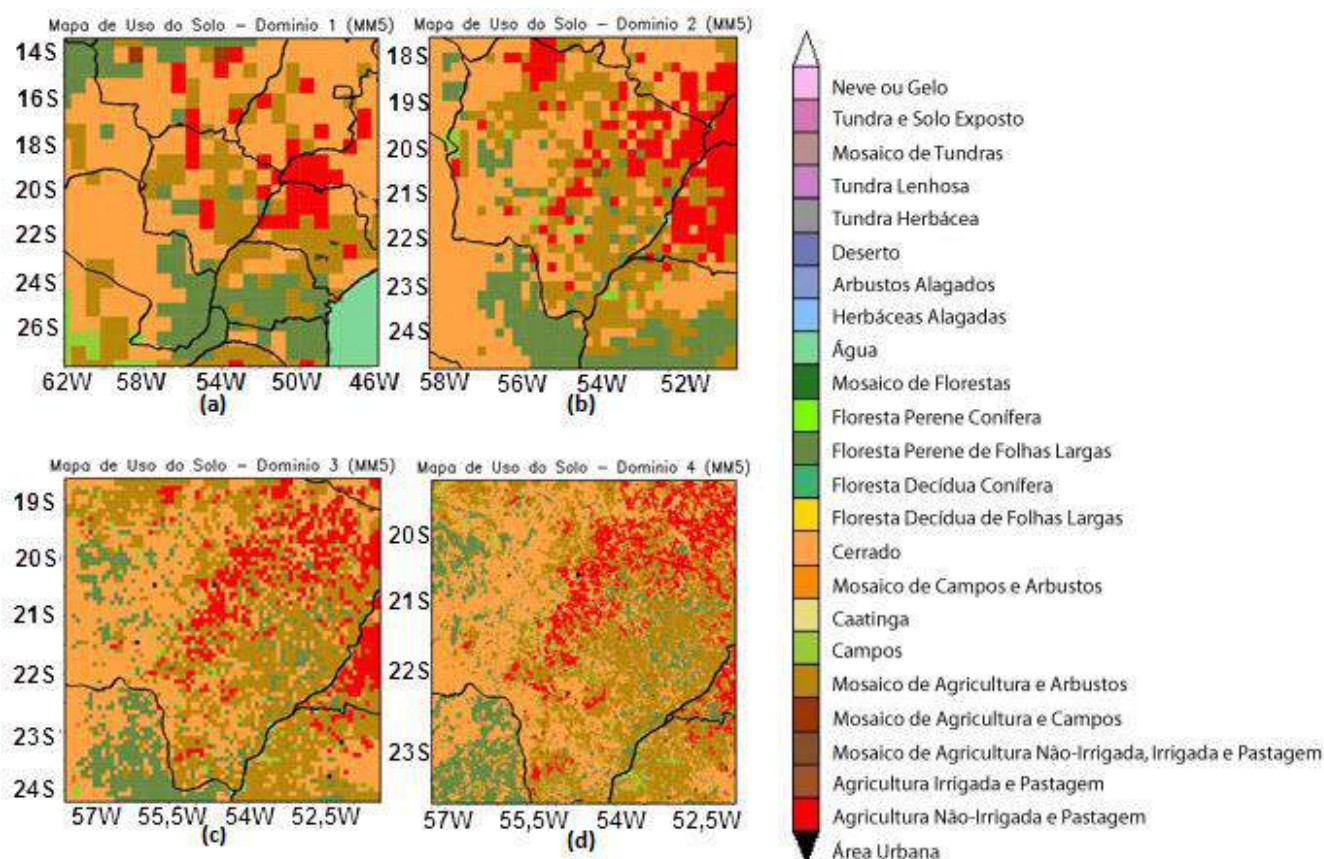 Mapa de Uso do Solo – Dominio 1 (MM5)
14S
16S
18S
20S
22S
24S
26S
62W 58W 54W 50W 46W
(a)
Mapa de Uso do Solo – Dominio 2 (MM5)
18S
19S
20S
21S
22S
23S
24S
58W 56W 54W 52W
(b)
Mapa de Uso do Solo – Dominio 3 (MM5)
19S
20S
21S
22S
23S
24S
57W 55,5W 54W 52,5W
(c)
Mapa de Uso do Solo – Dominio 4 (MM5)
20S
21S
22S
23S
57W 55,5W 54W 52,5W
(d)
Neve ou Gelo
Tundra e Solo Exposto
Mosaico de Tundras
Tundra Lenhosa
Tundra Herbácea
Deserto
Arbustos Alagados
Herbáceas Alagadas
Água
Mosaico de Florestas
Floresta Perene Conífera
Floresta Perene de Folhas Largas
Floresta Decídua Conífera
Floresta Decídua de Folhas Largas
Cerrado
Mosaico de Campos e Arbustos
Caatinga
Campos
Mosaico de Agricultura e Arbustos
Mosaico de Agricultura e Campos
Mosaico de Agricultura Não-Irrigada, Irrigada e Pastagem
Agricultura Irrigada e Pastagem
Agricultura Não-Irrigada e Pastagem
Área Urbana